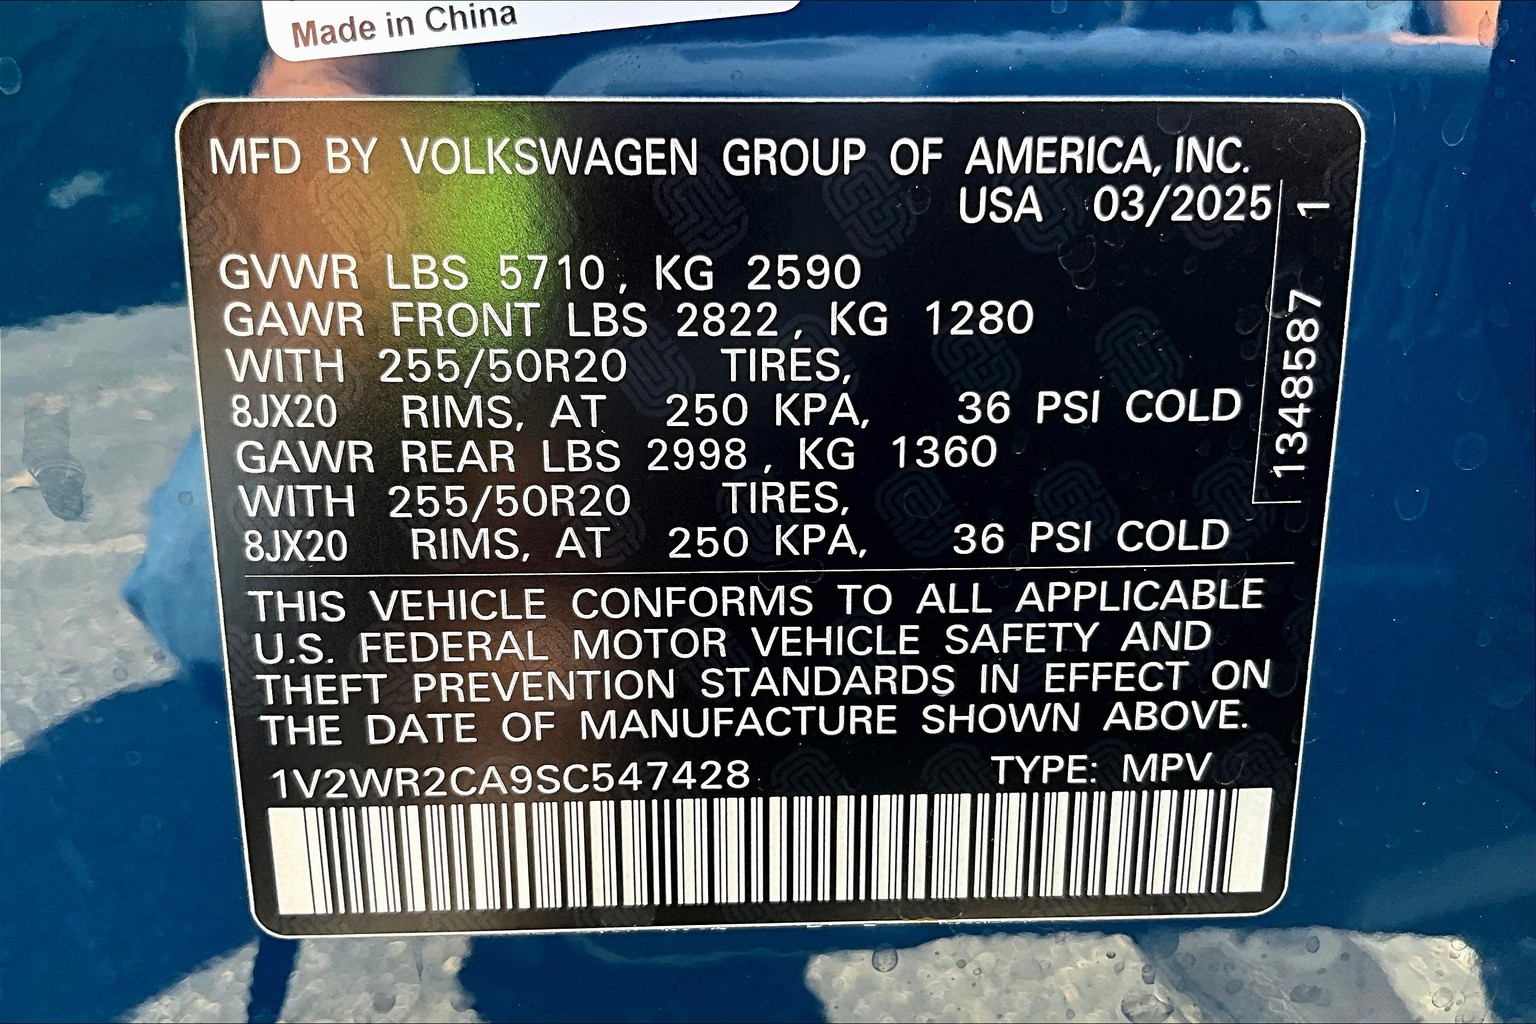 Made in China
MFD BY VOLKSWAGEN GROUP OF AMERICA, INC.
USA 03/2025
GVWR LBS 5710, KG 2590
GAWR FRONT LBS 2822, KG 1280
WITH 255/50R20 TIRES,
8JX20 RIMS, AT 250 KPA, 36 PSI COLD
GAWR REAR LBS 2998, KG 1360
WITH 255/50R20 TIRES,
8JX20 RIMS, AT 250 KPA, 36 PSI COLD
1348587 1
THIS VEHICLE CONFORMS TO ALL APPLICABLE
U.S. FEDERAL MOTOR VEHICLE SAFETY AND
THEFT PREVENTION STANDARDS IN EFFECT ON
THE DATE OF MANUFACTURE SHOWN ABOVE.
1V2WR2CA9SC547428 TYPE: MPV